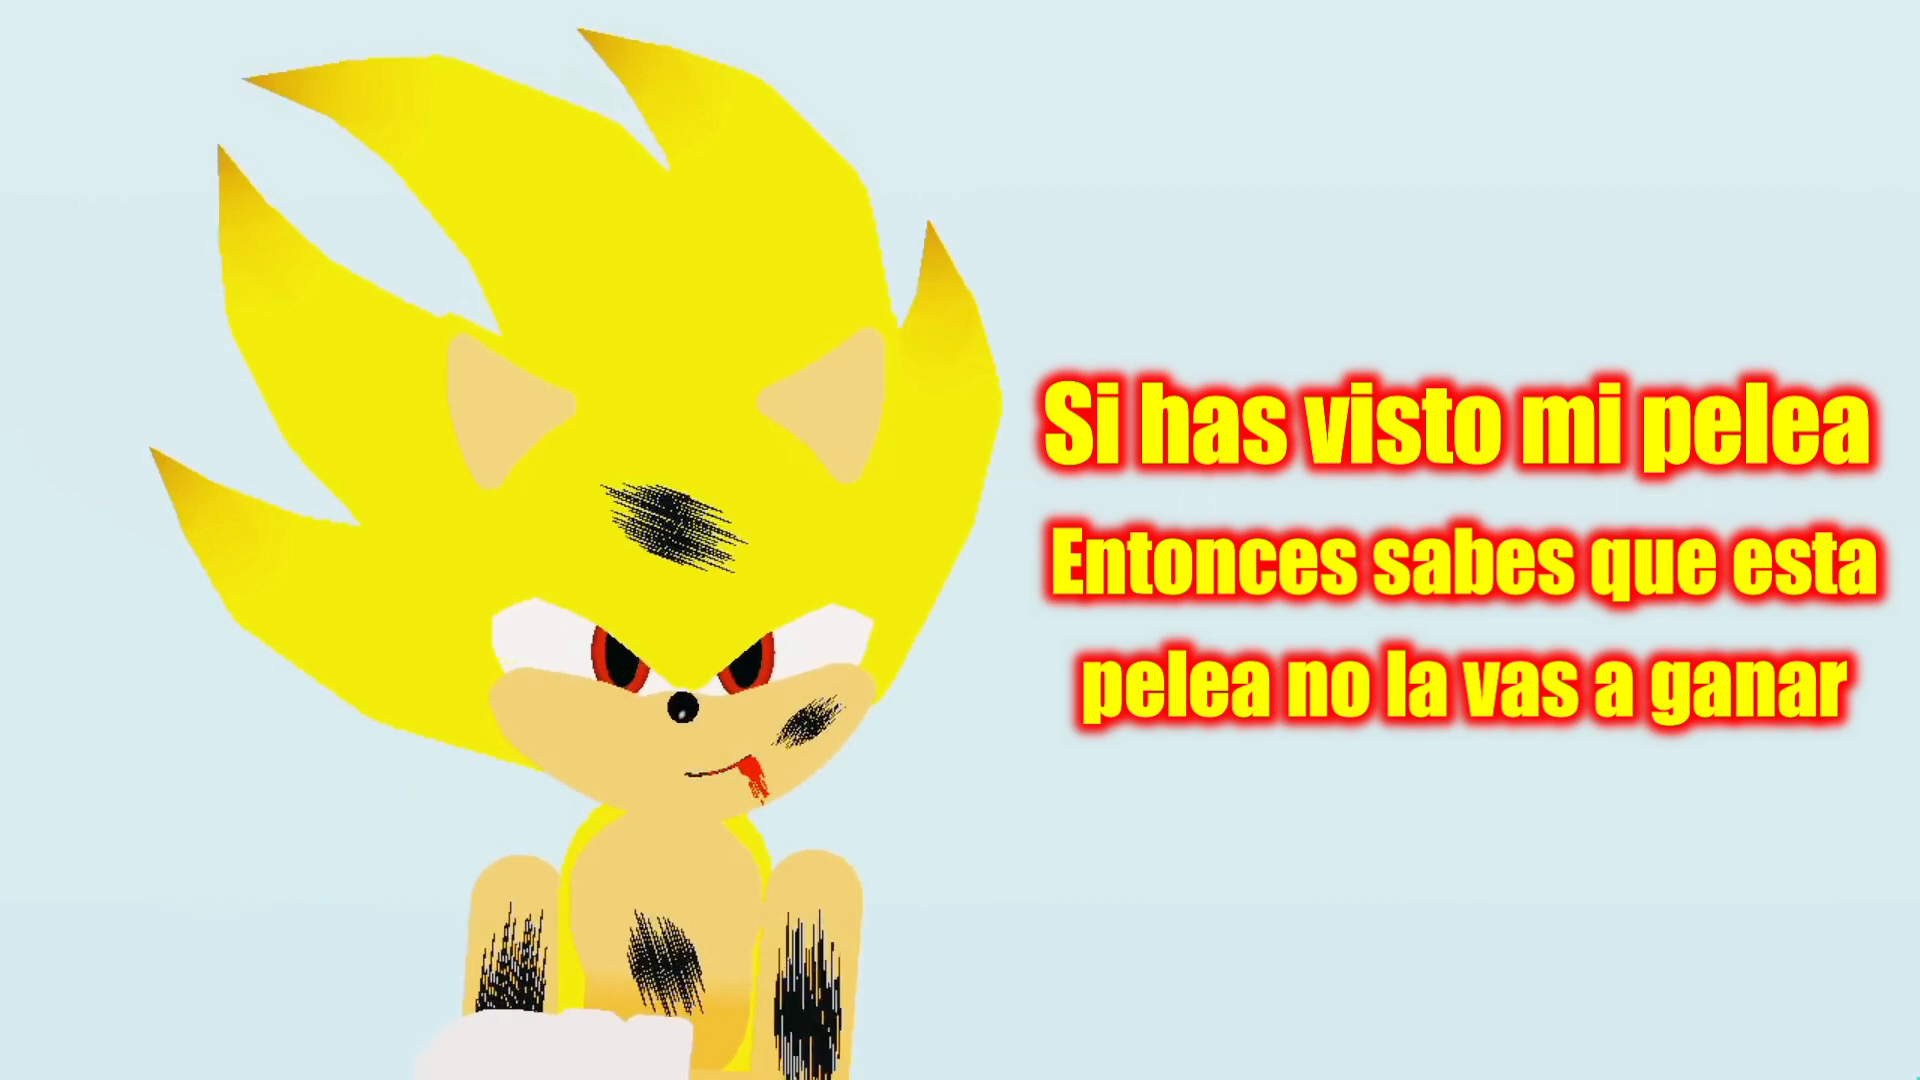 Si has visto mi pelea
Entonces sabes que esta
pelea no la vas a ganar